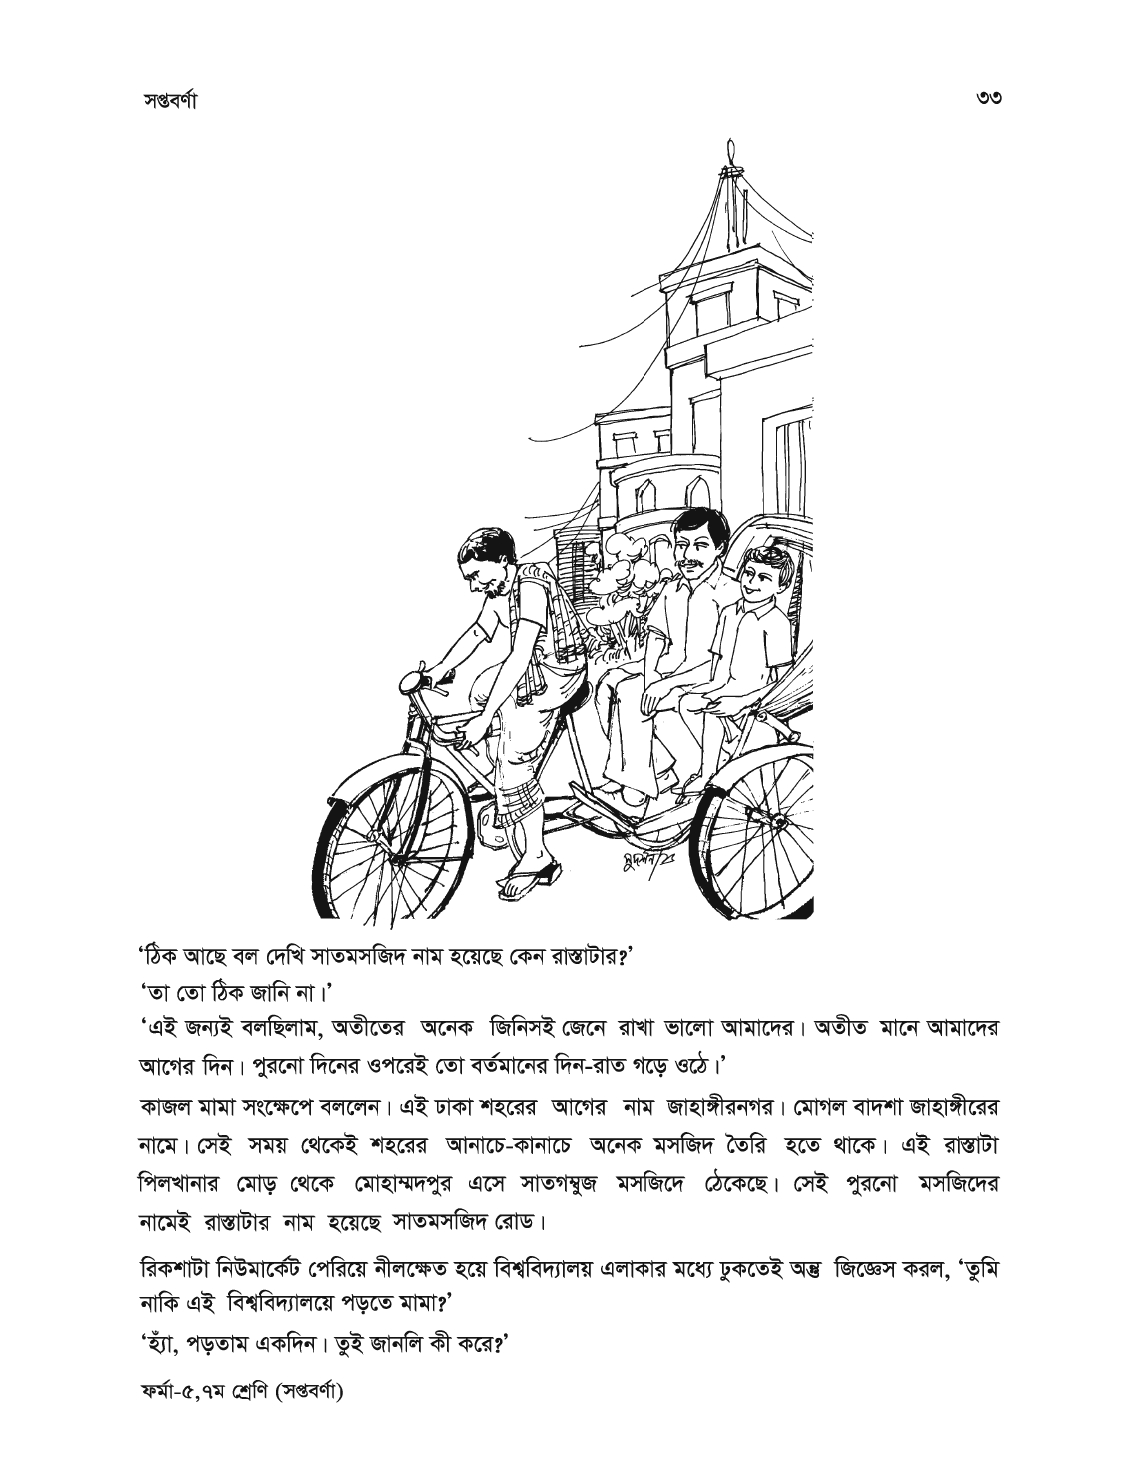 সপ্তবর্ণা ৩৩
‘ঠিক আছে বল দেখি সাতমসজিদ নাম হয়েছে কেন রাস্তাটার?’
‘তা তো ঠিক জানি না।’
‘এই জন্যই বলছিলাম, অতীতের অনেক জিনিসই জেনে রাখা ভালো আমাদের। অতীত মানে আমাদের
আগের দিন। পুরনো দিনের ওপরেই তো বর্তমানের দিন-রাত গড়ে ওঠে।’
কাজল মামা সংক্ষেপে বললেন। এই ঢাকা শহরের আগের নাম জাহাঙ্গীরনগর। মোগল বাদশা জাহাঙ্গীরের
নামে। সেই সময় থেকেই শহরের আনাচে-কানাচে অনেক মসজিদ তৈরি হতে থাকে। এই রাস্তাটা
পিলখানার মোড় থেকে মোহাম্মদপুর এসে সাতগম্বুজ মসজিদে ঠেকেছে। সেই পুরনো মসজিদের
নামেই রাস্তাটার নাম হয়েছে সাতমসজিদ রোড।
রিকশাটা নিউমার্কেট পেরিয়ে নীলক্ষেত হয়ে বিশ্ববিদ্যালয় এলাকার মধ্যে ঢুকতেই অন্তু জিজ্ঞেস করল, ‘তুমি
নাকি এই বিশ্ববিদ্যালয়ে পড়তে মামা?’
‘হ্যাঁ, পড়তাম একদিন। তুই জানলি কী করে?’
ফর্মা-৫,৭ম শ্রেণি (সপ্তবর্ণা)